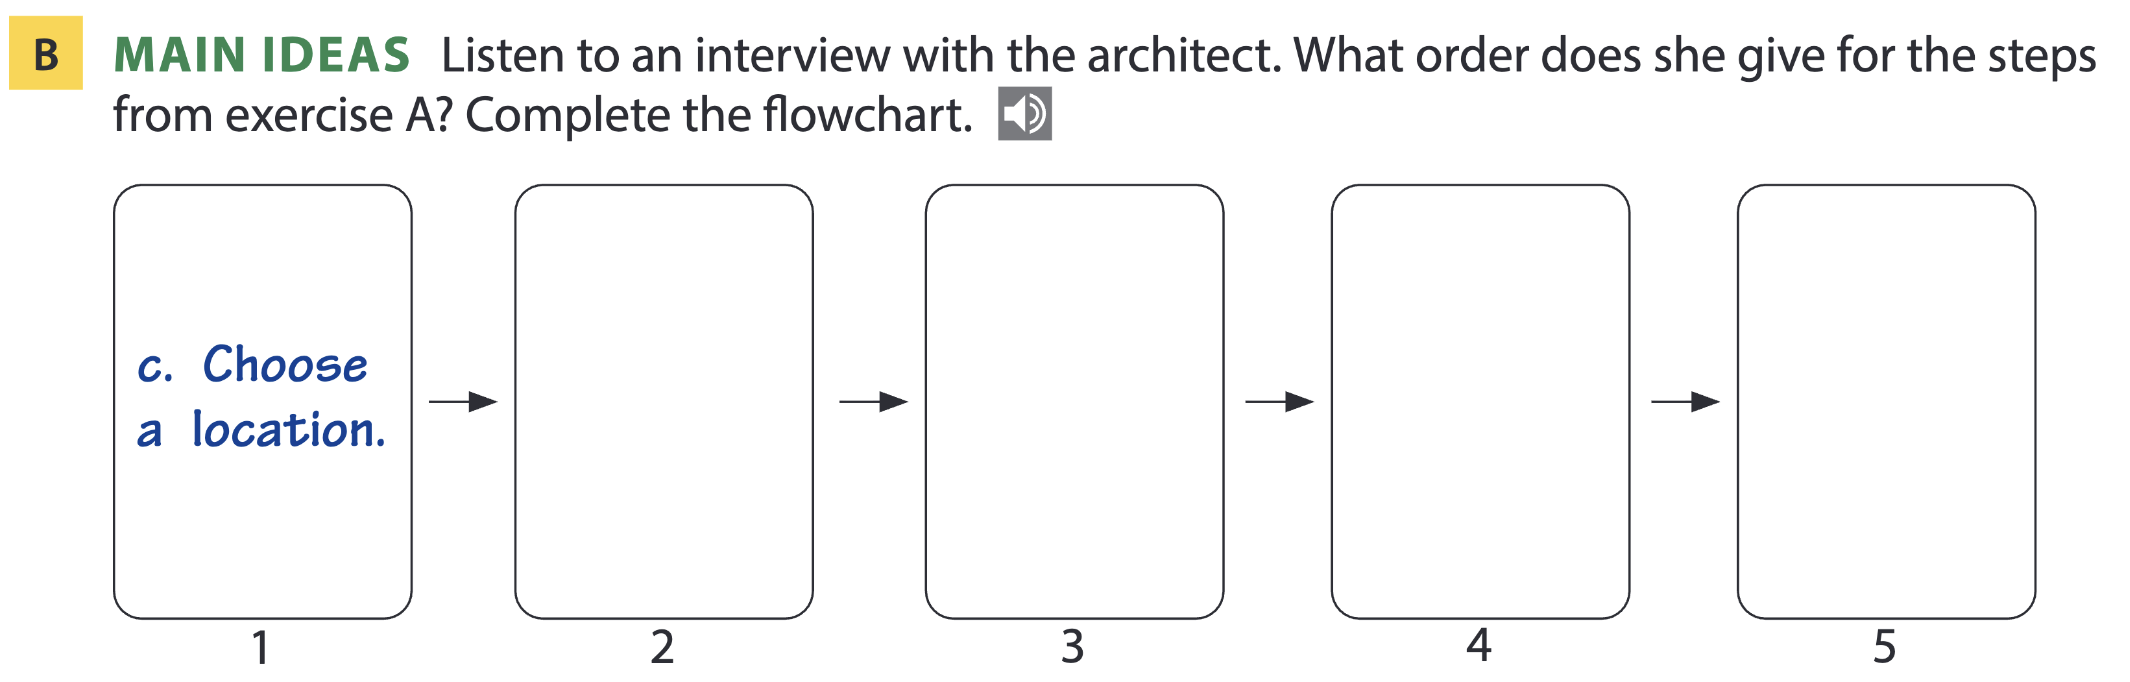 B MAIN IDEAS Listen to an interview with the architect. What order does she give for the steps
from exercise A? Complete the flowchart.
c. Choose
a location.
1 2 3 4 5